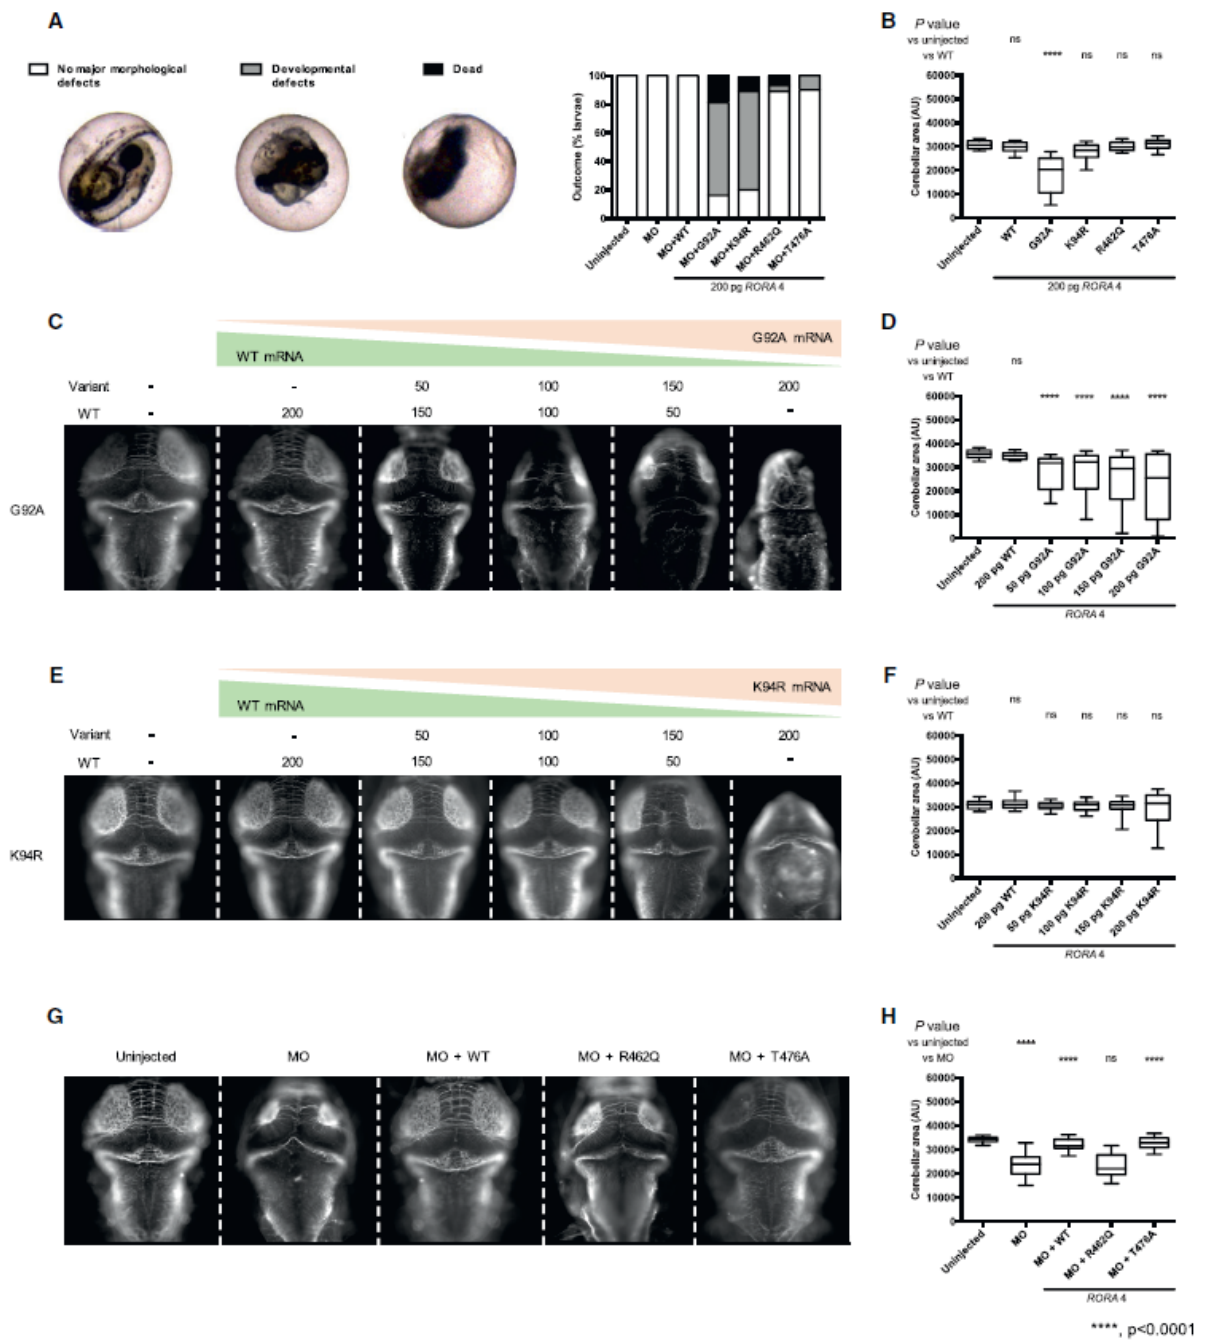 A
No major morphological
defects
Developmental
defects
Dead
Outcome (% larvae)
100
80
60
40
20
0
Uninjected
MO
MO+WT
MO+G92A
MO+K94R
MO+R462Q
MO+T476A
200 pg RORA 4
B
P value
vs uninjected ns
vs WT **** ns ns ns
Cerebellar area (AU)
60000
50000
40000
30000
20000
10000
0
Uninjected
WT
G92A
K94R
R462Q
T476A
200 pg RORA 4
C
G92A mRNA
WT mRNA
Variant - - 50 100 150 200
WT - 200 150 100 50 -
G92A
D
P value
vs uninjected ns
vs WT
**** **** **** ****
Cerebellar area (AU)
60000
50000
40000
30000
20000
10000
0
Uninjected
200 pg WT
50 pg G92A
100 pg G92A
150 pg G92A
200 pg G92A
RORA 4
E
K94R mRNA
WT mRNA
Variant - - 50 100 150 200
WT - 200 150 100 50 -
K94R
F
P value
vs uninjected ns
vs WT ns ns ns ns
Cerebellar area (AU)
60000
50000
40000
30000
20000
10000
0
Uninjected
200 pg WT
50 pg K94R
100 pg K94R
150 pg K94R
200 pg K94R
RORA 4
G
Uninjected MO MO + WT MO + R462Q MO + T476A
H
P value
vs uninjected ****
vs MO **** ns ****
Cerebellar area (AU)
60000
50000
40000
30000
20000
10000
0
Uninjected
MO
MO + WT
MO + R462Q
MO + T476A
RORA 4
****, p<0.0001